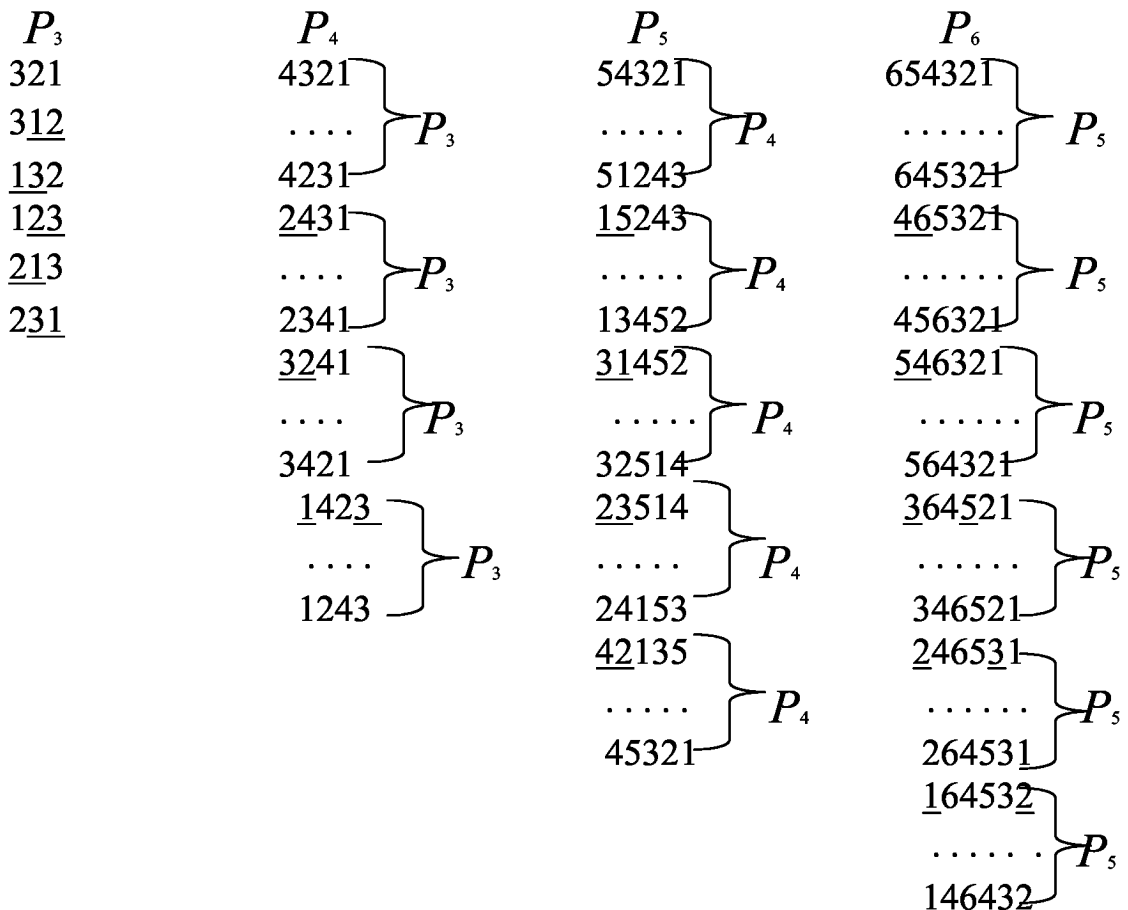 P₃ P₄ P₅ P₆
321 4321 54321 654321
312 .... P₃ ..... P₄ ...... P₅
132 4231 51243 645321
123 2431 15243 465321
213 .... P₃ ..... P₄ ...... P₅
231 2341 13452 456321
3241 31452 546321
.... P₃ ..... P₄ ...... P₅
3421 32514 564321
1423 23514 364521
.... P₃ ..... P₄ ...... P₅
1243 24153 346521
42135 246531
..... P₄ ...... P₅
45321 264531
164532
...... P₅
146432